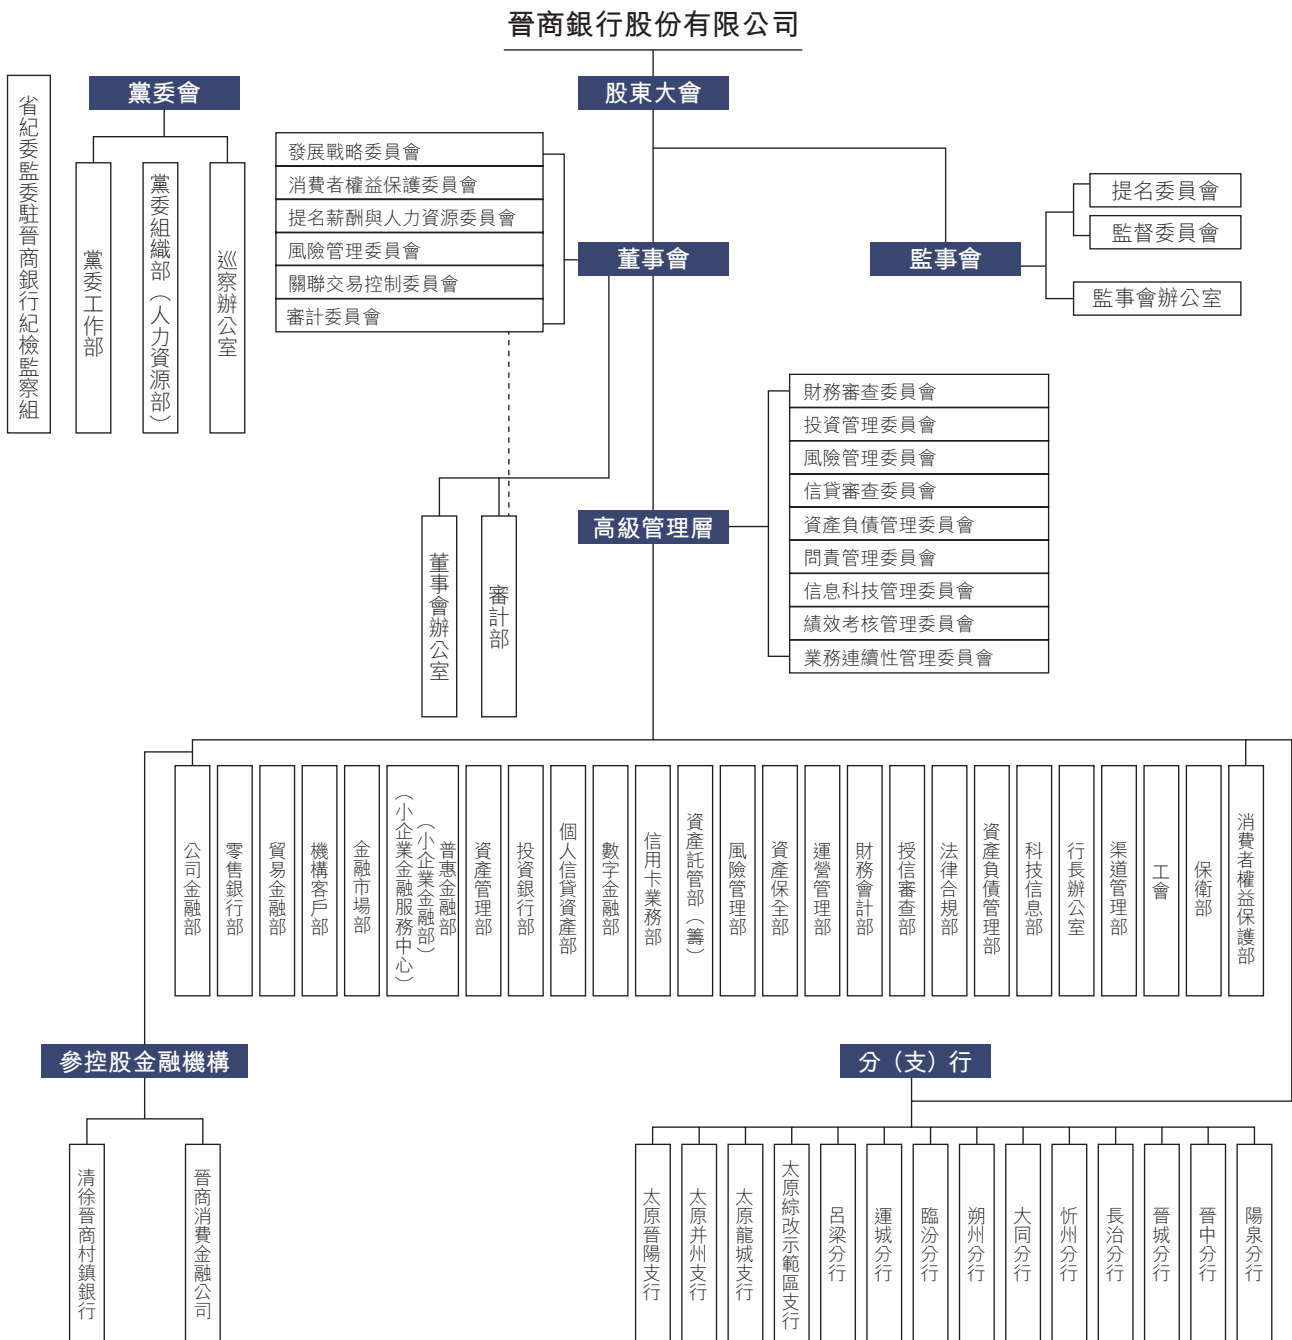 晉商銀行股份有限公司
省紀委監委駐晉商銀行紀檢監察組
黨委會
黨委工作部
黨委組織部（人力資源部）
巡察辦公室
股東大會
發展戰略委員會
消費者權益保護委員會
提名薪酬與人力資源委員會
風險管理委員會
關聯交易控制委員會
審計委員會
董事會
監事會
提名委員會
監督委員會
監事會辦公室
董事會辦公室
審計部
高級管理層
財務審查委員會
投資管理委員會
風險管理委員會
信貸審查委員會
資產負債管理委員會
問責管理委員會
信息科技管理委員會
績效考核管理委員會
業務連續性管理委員會
公司金融部
零售銀行部
貿易金融部
機構客戶部
金融市場部
普惠金融部
（小企業金融部）
（小企業金融服務中心）
資產管理部
投資銀行部
個人信貸資產部
數字金融部
信用卡業務部
資產託管部（籌）
風險管理部
資產保全部
運營管理部
財務會計部
授信審查部
法律合規部
資產負債管理部
科技信息部
行長辦公室
渠道管理部
工會
保衛部
消費者權益保護部
參控股金融機構
清徐晉商村鎮銀行
晉商消費金融公司
分（支）行
太原晉陽支行
太原并州支行
太原龍城支行
太原綜改示範區支行
呂梁分行
運城分行
臨汾分行
朔州分行
大同分行
忻州分行
長治分行
晉城分行
晉中分行
陽泉分行